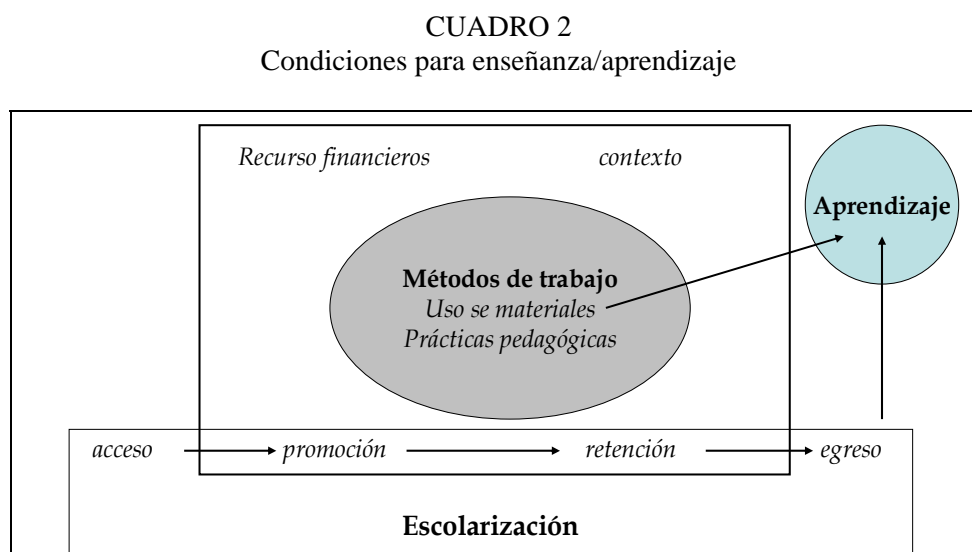 CUADRO 2
Condiciones para enseñanza/aprendizaje
Recurso financieros
contexto
Aprendizaje
Métodos de trabajo
Uso se materiales
Prácticas pedagógicas
acceso
promoción
retención
egreso
Escolarización